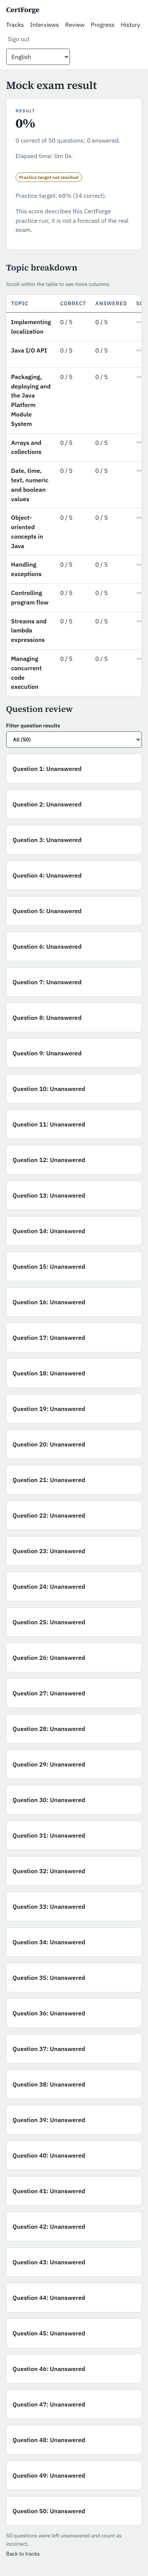 CertForge
Tracks Interviews Review Progress History
Sign out
English
Mock exam result
RESULT
0%
0 correct of 50 questions; 0 answered.
Elapsed time: 0m 0s.
Practice target not reached
Practice target: 68% (34 correct).
This score describes this CertForge
practice run; it is not a forecast of the real
exam.
Topic breakdown
Scroll within the table to see more columns.
TOPIC CORRECT ANSWERED
Implementing 0 / 5 0 / 5
localization
Java I/O API 0 / 5 0 / 5
Packaging, 0 / 5 0 / 5
deploying and
the Java
Platform
Module
System
Arrays and 0 / 5 0 / 5
collections
Date, time, 0 / 5 0 / 5
text, numeric
and boolean
values
Object- 0 / 5 0 / 5
oriented
concepts in
Java
Handling 0 / 5 0 / 5
exceptions
Controlling 0 / 5 0 / 5
program flow
Streams and 0 / 5 0 / 5
lambda
expressions
Managing 0 / 5 0 / 5
concurrent
code
execution
Question review
Filter question results
All (50)
Question 1: Unanswered
Question 2: Unanswered
Question 3: Unanswered
Question 4: Unanswered
Question 5: Unanswered
Question 6: Unanswered
Question 7: Unanswered
Question 8: Unanswered
Question 9: Unanswered
Question 10: Unanswered
Question 11: Unanswered
Question 12: Unanswered
Question 13: Unanswered
Question 14: Unanswered
Question 15: Unanswered
Question 16: Unanswered
Question 17: Unanswered
Question 18: Unanswered
Question 19: Unanswered
Question 20: Unanswered
Question 21: Unanswered
Question 22: Unanswered
Question 23: Unanswered
Question 24: Unanswered
Question 25: Unanswered
Question 26: Unanswered
Question 27: Unanswered
Question 28: Unanswered
Question 29: Unanswered
Question 30: Unanswered
Question 31: Unanswered
Question 32: Unanswered
Question 33: Unanswered
Question 34: Unanswered
Question 35: Unanswered
Question 36: Unanswered
Question 37: Unanswered
Question 38: Unanswered
Question 39: Unanswered
Question 40: Unanswered
Question 41: Unanswered
Question 42: Unanswered
Question 43: Unanswered
Question 44: Unanswered
Question 45: Unanswered
Question 46: Unanswered
Question 47: Unanswered
Question 48: Unanswered
Question 49: Unanswered
Question 50: Unanswered
50 questions were left unanswered and count as
incorrect.
Back to tracks